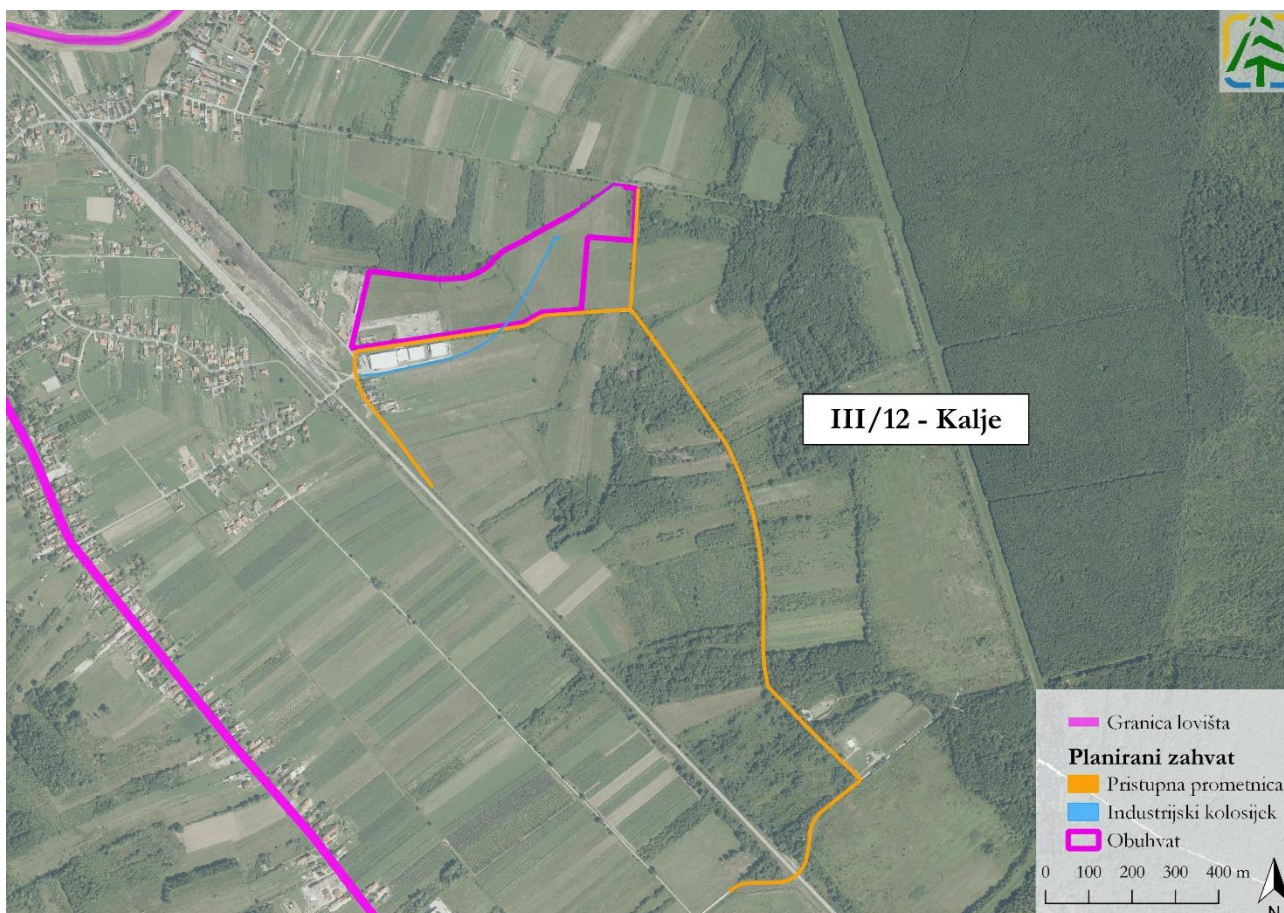 III/12 - Kalje
Granica lovišta
Planirani zahvat
Pristupna prometnica
Industrijski kolosijek
Obuhvat
0 100 200 300 400 m
N